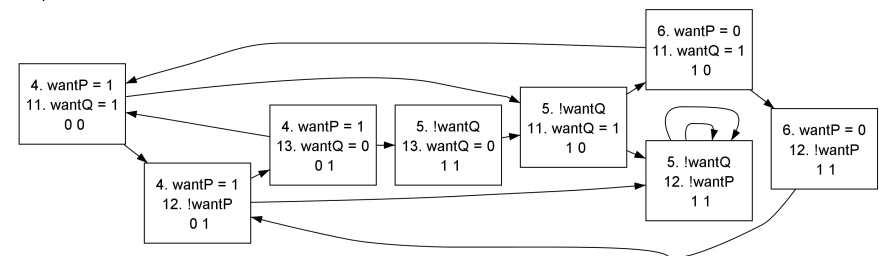 6. wantP = 0
11. wantQ = 1
1 0
4. wantP = 1
11. wantQ = 1
0 0
5. !wantQ
11. wantQ = 1
1 0
4. wantP = 1
13. wantQ = 0
0 1
5. !wantQ
13. wantQ = 0
1 1
6. wantP = 0
12. !wantP
1 1
5. !wantQ
12. !wantP
1 1
4. wantP = 1
12. !wantP
0 1